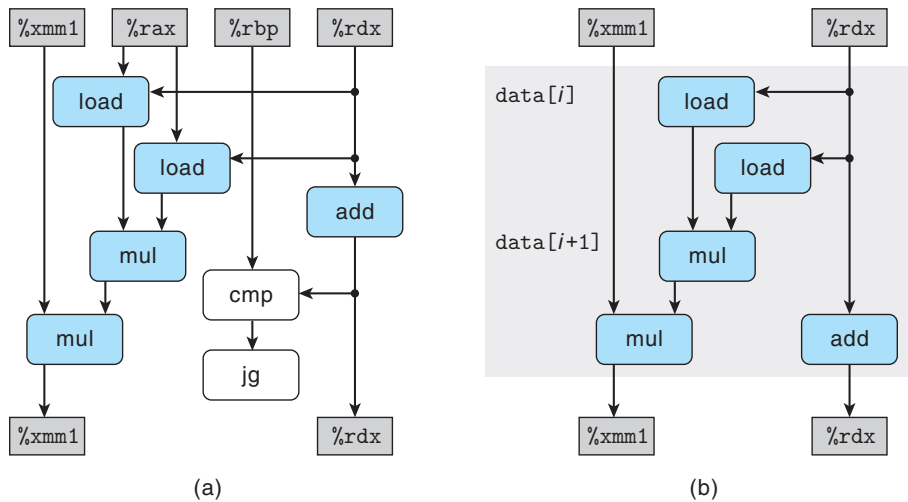 %xmm1 %rax %rbp %rdx
load
load
add
mul
cmp
mul
jg
%xmm1 %rdx
(a)
%xmm1 %rdx
data[i] load
load
data[i+1] mul
mul add
%xmm1 %rdx
(b)